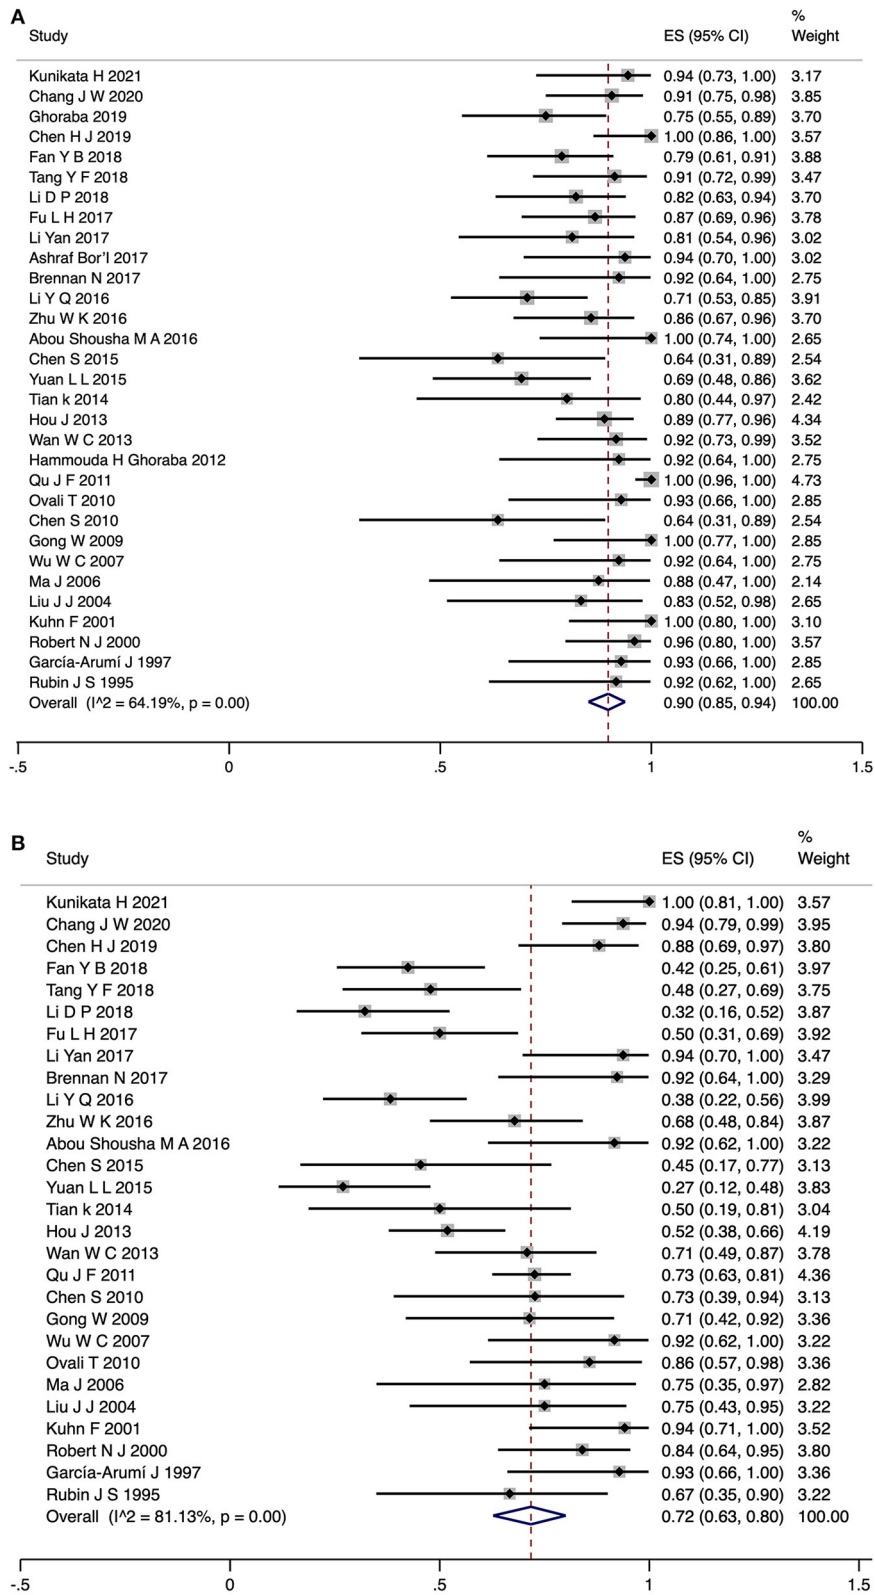 A
%
Study ES (95% CI) Weight
Kunikata H 2021 0.94 (0.73, 1.00) 3.17
Chang J W 2020 0.91 (0.75, 0.98) 3.85
Ghoraba 2019 0.75 (0.55, 0.89) 3.70
Chen H J 2019 1.00 (0.86, 1.00) 3.57
Fan Y B 2018 0.79 (0.61, 0.91) 3.88
Tang Y F 2018 0.91 (0.72, 0.99) 3.47
Li D P 2018 0.82 (0.63, 0.94) 3.70
Fu L H 2017 0.87 (0.69, 0.96) 3.78
Li Yan 2017 0.81 (0.54, 0.96) 3.02
Ashraf Bor'I 2017 0.94 (0.70, 1.00) 3.02
Brennan N 2017 0.92 (0.64, 1.00) 2.75
Li Y Q 2016 0.71 (0.53, 0.85) 3.91
Zhu W K 2016 0.86 (0.67, 0.96) 3.70
Abou Shousha M A 2016 1.00 (0.74, 1.00) 2.65
Chen S 2015 0.64 (0.31, 0.89) 2.54
Yuan L L 2015 0.69 (0.48, 0.86) 3.62
Tian k 2014 0.80 (0.44, 0.97) 2.42
Hou J 2013 0.89 (0.77, 0.96) 4.34
Wan W C 2013 0.92 (0.73, 0.99) 3.52
Hammouda H Ghoraba 2012 0.92 (0.64, 1.00) 2.75
Qu J F 2011 1.00 (0.96, 1.00) 4.73
Ovali T 2010 0.93 (0.66, 1.00) 2.85
Chen S 2010 0.64 (0.31, 0.89) 2.54
Gong W 2009 1.00 (0.77, 1.00) 2.85
Wu W C 2007 0.92 (0.64, 1.00) 2.75
Ma J 2006 0.88 (0.47, 1.00) 2.14
Liu J J 2004 0.83 (0.52, 0.98) 2.65
Kuhn F 2001 1.00 (0.80, 1.00) 3.10
Robert N J 2000 0.96 (0.80, 1.00) 3.57
García-Arumí J 1997 0.93 (0.66, 1.00) 2.85
Rubin J S 1995 0.92 (0.62, 1.00) 2.65
Overall (I^2 = 64.19%, p = 0.00) 0.90 (0.85, 0.94) 100.00
-.5 0 .5 1 1.5
B
%
Study ES (95% CI) Weight
Kunikata H 2021 1.00 (0.81, 1.00) 3.57
Chang J W 2020 0.94 (0.79, 0.99) 3.95
Chen H J 2019 0.88 (0.69, 0.97) 3.80
Fan Y B 2018 0.42 (0.25, 0.61) 3.97
Tang Y F 2018 0.48 (0.27, 0.69) 3.75
Li D P 2018 0.32 (0.16, 0.52) 3.87
Fu L H 2017 0.50 (0.31, 0.69) 3.92
Li Yan 2017 0.94 (0.70, 1.00) 3.47
Brennan N 2017 0.92 (0.64, 1.00) 3.29
Li Y Q 2016 0.38 (0.22, 0.56) 3.99
Zhu W K 2016 0.68 (0.48, 0.84) 3.87
Abou Shousha M A 2016 0.92 (0.62, 1.00) 3.22
Chen S 2015 0.45 (0.17, 0.77) 3.13
Yuan L L 2015 0.27 (0.12, 0.48) 3.83
Tian k 2014 0.50 (0.19, 0.81) 3.04
Hou J 2013 0.52 (0.38, 0.66) 4.19
Wan W C 2013 0.71 (0.49, 0.87) 3.78
Qu J F 2011 0.73 (0.63, 0.81) 4.36
Chen S 2010 0.73 (0.39, 0.94) 3.13
Gong W 2009 0.71 (0.42, 0.92) 3.36
Wu W C 2007 0.92 (0.62, 1.00) 3.22
Ovali T 2010 0.86 (0.57, 0.98) 3.36
Ma J 2006 0.75 (0.35, 0.97) 2.82
Liu J J 2004 0.75 (0.43, 0.95) 3.22
Kuhn F 2001 0.94 (0.71, 1.00) 3.52
Robert N J 2000 0.84 (0.64, 0.95) 3.80
García-Arumí J 1997 0.93 (0.66, 1.00) 3.36
Rubin J S 1995 0.67 (0.35, 0.90) 3.22
Overall (I^2 = 81.13%, p = 0.00) 0.72 (0.63, 0.80) 100.00
-.5 0 .5 1 1.5